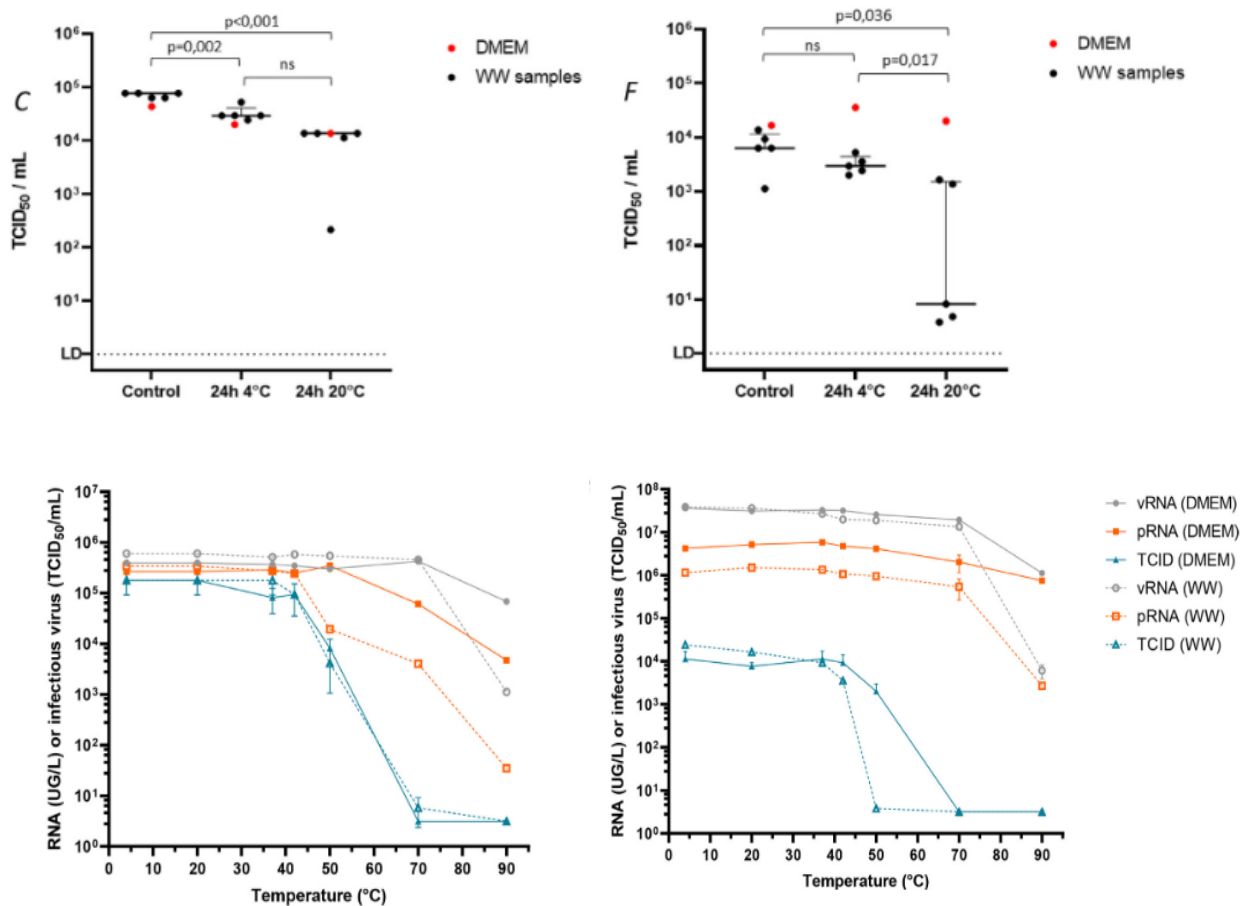 p<0,001
p=0,002
ns
DMEM
WW samples
C
TCID₅₀ / mL
10⁶
10⁵
10⁴
10³
10²
10¹
LD
Control
24h 4°C
24h 20°C
p=0,036
ns
p=0,017
DMEM
WW samples
F
TCID₅₀ / mL
10⁶
10⁵
10⁴
10³
10²
10¹
LD
Control
24h 4°C
24h 20°C
RNA (UG/L) or infectious virus (TCID₅₀/mL)
10⁷
10⁶
10⁵
10⁴
10³
10²
10¹
10⁰
0 10 20 30 40 50 60 70 80 90
Temperature (°C)
RNA (UG/L) or infectious virus (TCID₅₀/mL)
10⁸
10⁷
10⁶
10⁵
10⁴
10³
10²
10¹
10⁰
0 10 20 30 40 50 60 70 80 90
Temperature (°C)
vRNA (DMEM)
pRNA (DMEM)
TCID (DMEM)
vRNA (WW)
pRNA (WW)
TCID (WW)